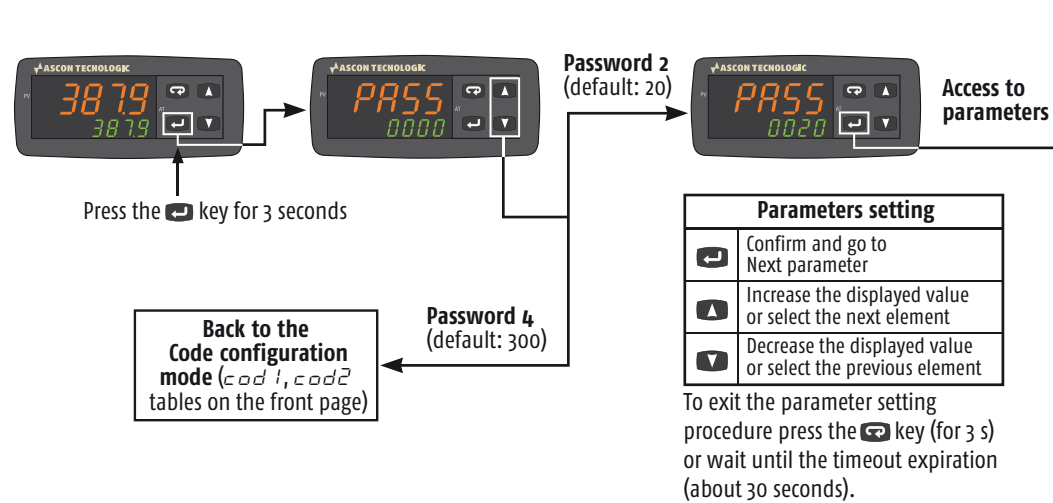 ASCON TECNOLOGIC
PV
387.9
387.9
AT
Press the key for 3 seconds
ASCON TECNOLOGIC
PV
PASS
0000
AT
Password 2
(default: 20)
ASCON TECNOLOGIC
PV
PASS
0020
AT
Access to
parameters
Password 4
(default: 300)
Back to the
Code configuration
mode (cod1, cod2
tables on the front page)
Parameters setting
Confirm and go to
Next parameter
Increase the displayed value
or select the next element
Decrease the displayed value
or select the previous element
To exit the parameter setting
procedure press the key (for 3 s)
or wait until the timeout expiration
(about 30 seconds).